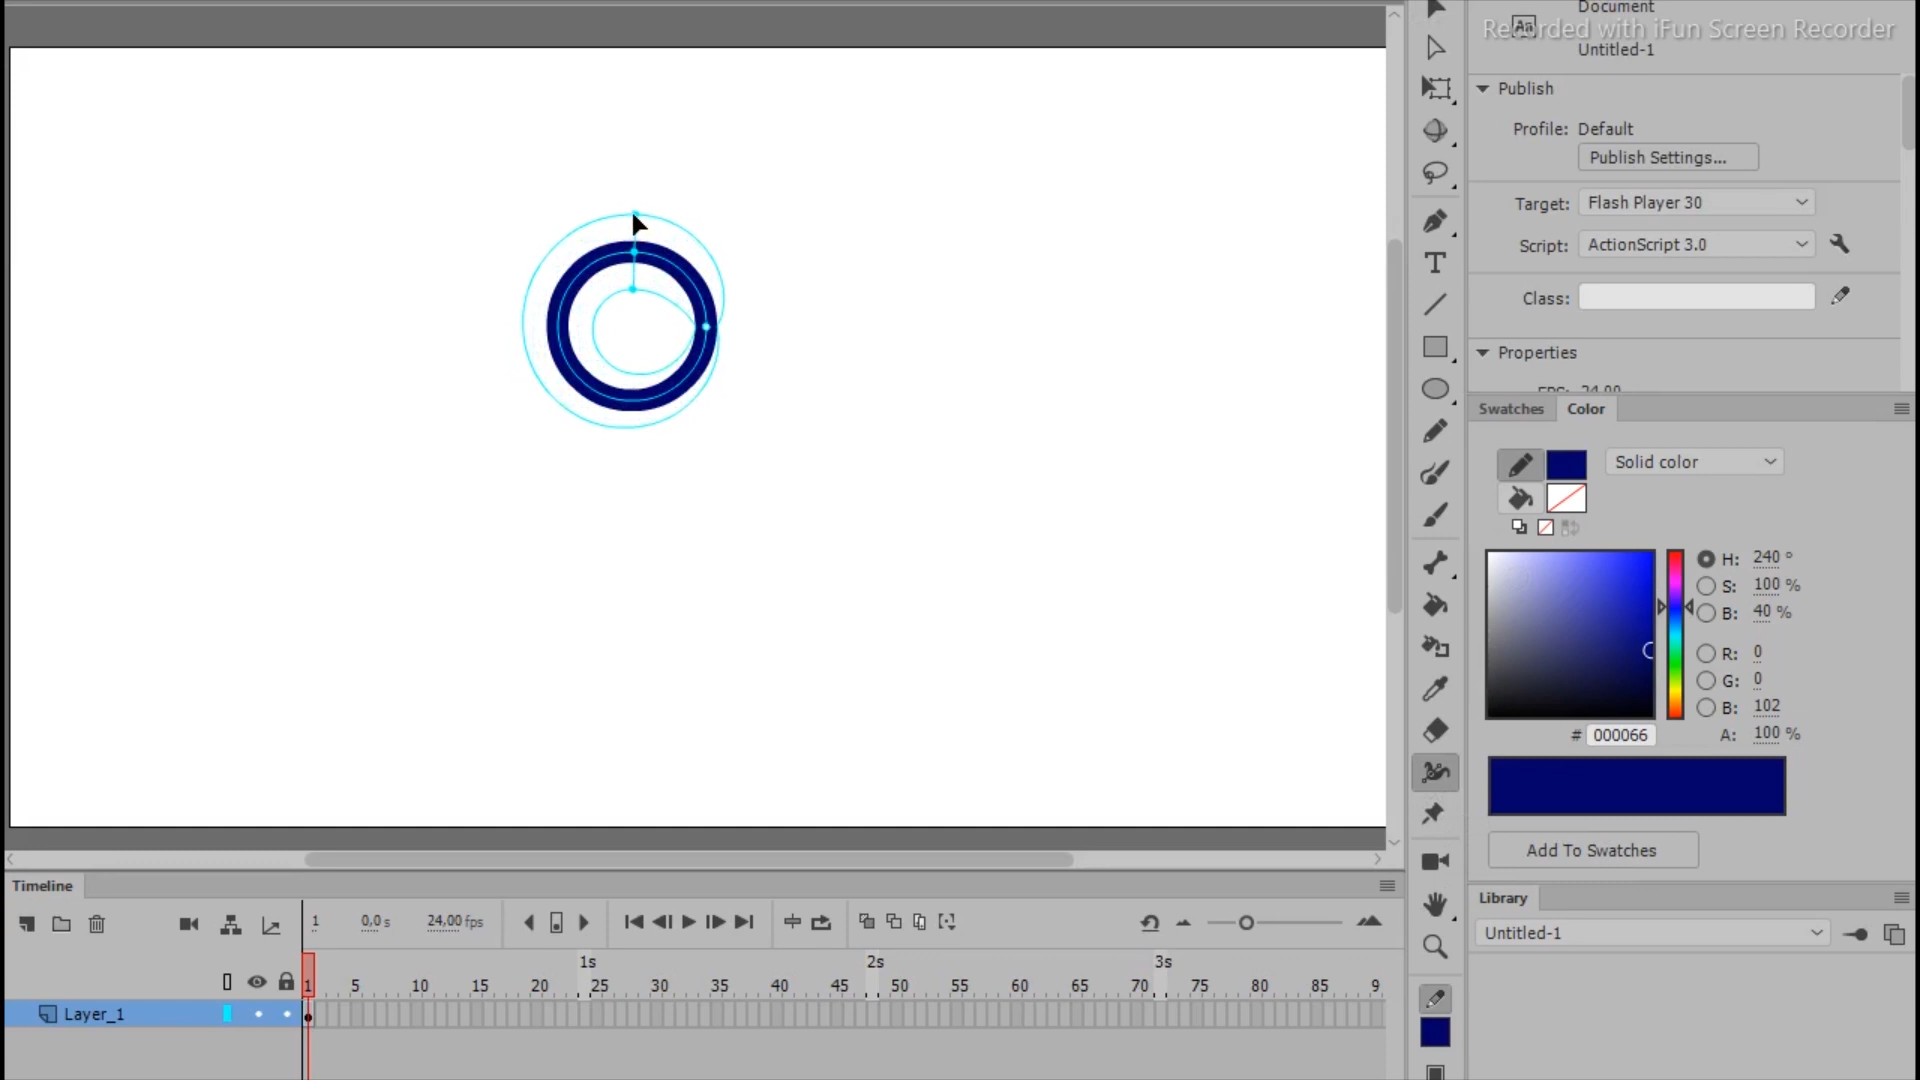 Document
An
Recorded with iFun Screen Recorder
Untitled-1
Publish
Profile: Default
Publish Settings...
Target: Flash Player 30
Script: ActionScript 3.0
Class:
Properties
FPS: 24,00
Swatches Color
Solid color
H: 240 °
S: 100 %
B: 40 %
R: 0
G: 0
B: 102
# 000066 A: 100 %
Add To Swatches
Library
Untitled-1
Timeline
1 0,0 s 24,00 fps
1s 2s 3s
1 5 10 15 20 25 30 35 40 45 50 55 60 65 70 75 80 85 9
Layer_1